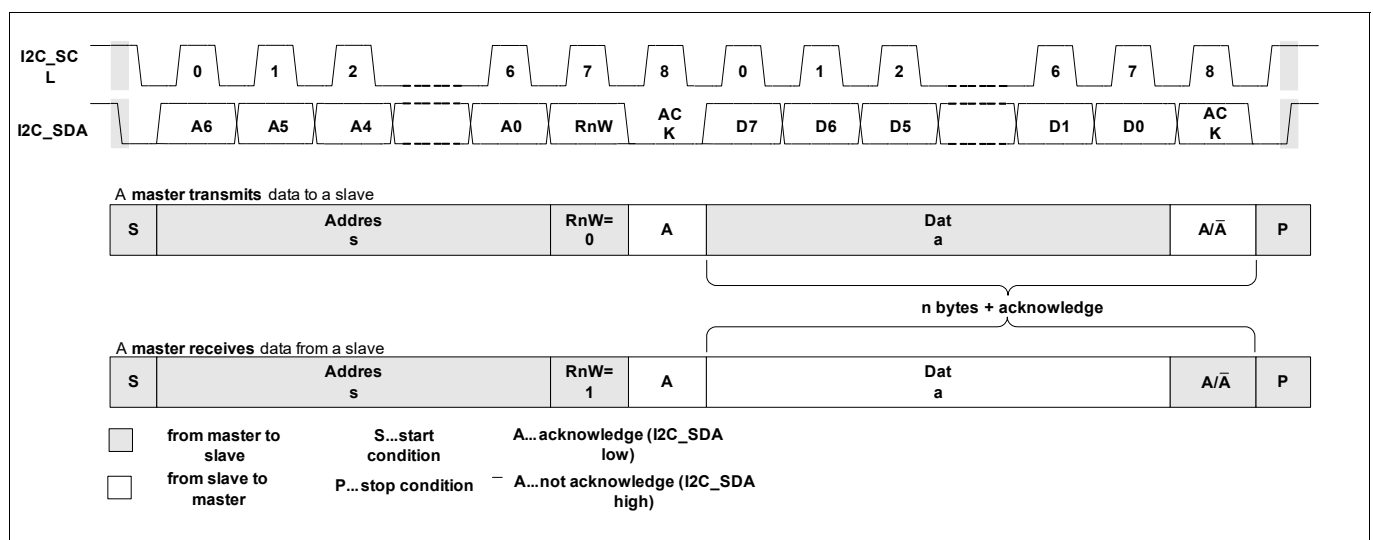 I2C_SC
L
0 1 2 6 7 8 0 1 2 6 7 8
I2C_SDA
A6 A5 A4 A0 RnW AC
K D7 D6 D5 D1 D0 AC
K
A master transmits data to a slave
S Addres
s RnW=
0 A Dat
a A/A̅ P
n bytes + acknowledge
A master receives data from a slave
S Addres
s RnW=
1 A Dat
a A/A̅ P
from master to
slave
S...start
condition
A...acknowledge (I2C_SDA
low)
from slave to
master
P...stop condition
‾ A...not acknowledge (I2C_SDA
high)